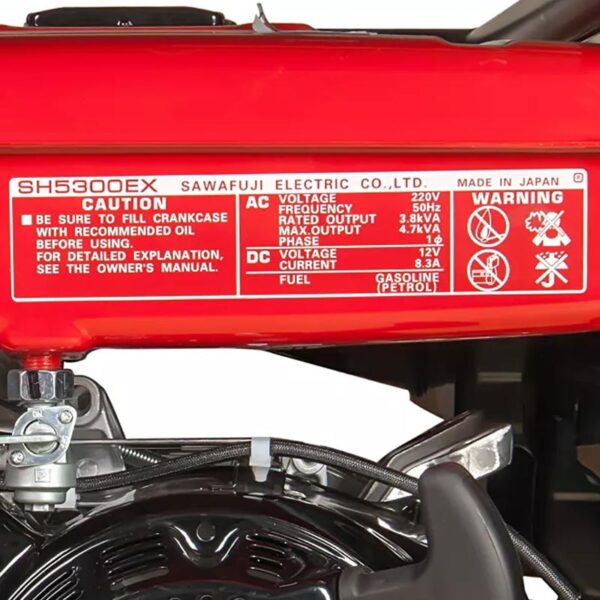 SH5300EX SAWAFUJI ELECTRIC CO.,LTD. MADE IN JAPAN
CAUTION
■ BE SURE TO FILL CRANKCASE
WITH RECOMMENDED OIL
BEFORE USING.
FOR DETAILED EXPLANATION,
SEE THE OWNER'S MANUAL.
AC VOLTAGE 220V
FREQUENCY 50Hz
RATED OUTPUT 3.8kVA
MAX.OUTPUT 4.7kVA
PHASE 1ϕ
DC VOLTAGE 12V
CURRENT 8.3A
FUEL GASOLINE
(PETROL)
WARNING